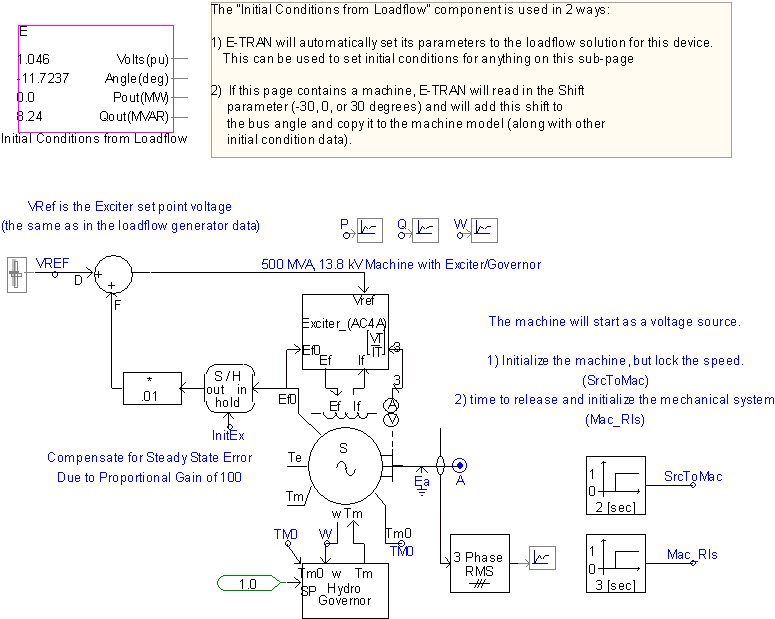 E
1.046 Volts(pu)
-11.7237 Angle(deg)
0.0 Pout(MW)
8.24 Qout(MVAR)
Initial Conditions from Loadflow
The "Initial Conditions from Loadflow" component is used in 2 ways:
1) E-TRAN will automatically set its parameters to the loadflow solution for this device.
This can be used to set initial conditions for anything on this sub-page
2) If this page contains a machine, E-TRAN will read in the Shift
parameter (-30, 0, or 30 degrees) and will add this shift to
the bus angle and copy it to the machine model (along with other
initial condition data).
VRef is the Exciter set point voltage
(the same as in the loadflow generator data)
P Q W
VREF
D + + F
500 MVA, 13.8 kV Machine with Exciter/Governor
Vref
Exciter_(AC4A)
VT
IT
3
Ef0
Ef If
3
The machine will start as a voltage source.
1) Initialize the machine, but lock the speed.
(SrcToMac)
2) time to release and initialize the mechanical system
(Mac_Rls)
*
.01
S / H
out in
hold
Ef0
InitEx
Ef If
A
V
Compensate for Steady State Error
Due to Proportional Gain of 100
S
Te
Tm
w Tm
Tm0
TM0
Ea
A
1
0
2 [sec]
SrcToMac
1
0
3 [sec]
Mac_Rls
TM0 W
1.0
Tm0 w Tm
SP Hydro
Governor
3 Phase
RMS